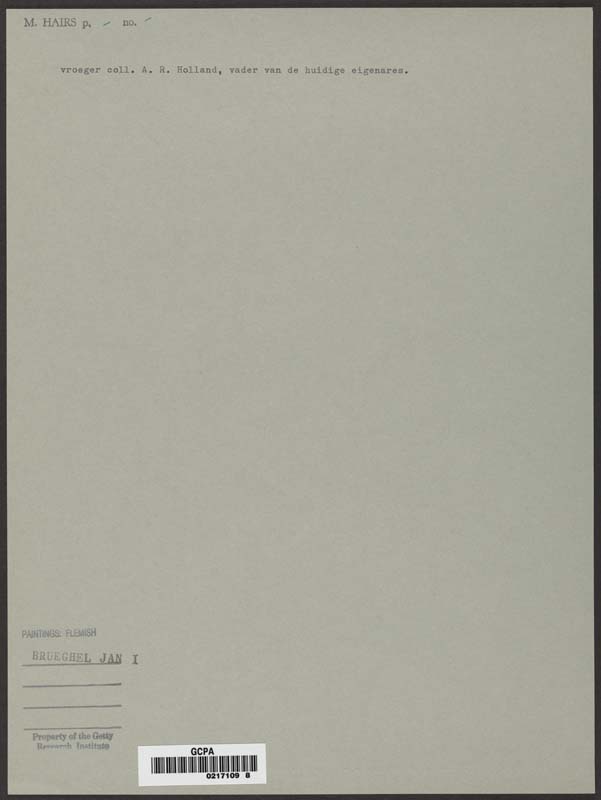 M. HAIRS p. – no. –
vroeger coll. A. R. Holland, vader van de huidige eigenares.
PAINTINGS: FLEMISH
BRUEGHEL JAN I
Property of the Getty
Research Institute
GCPA
0217109 8